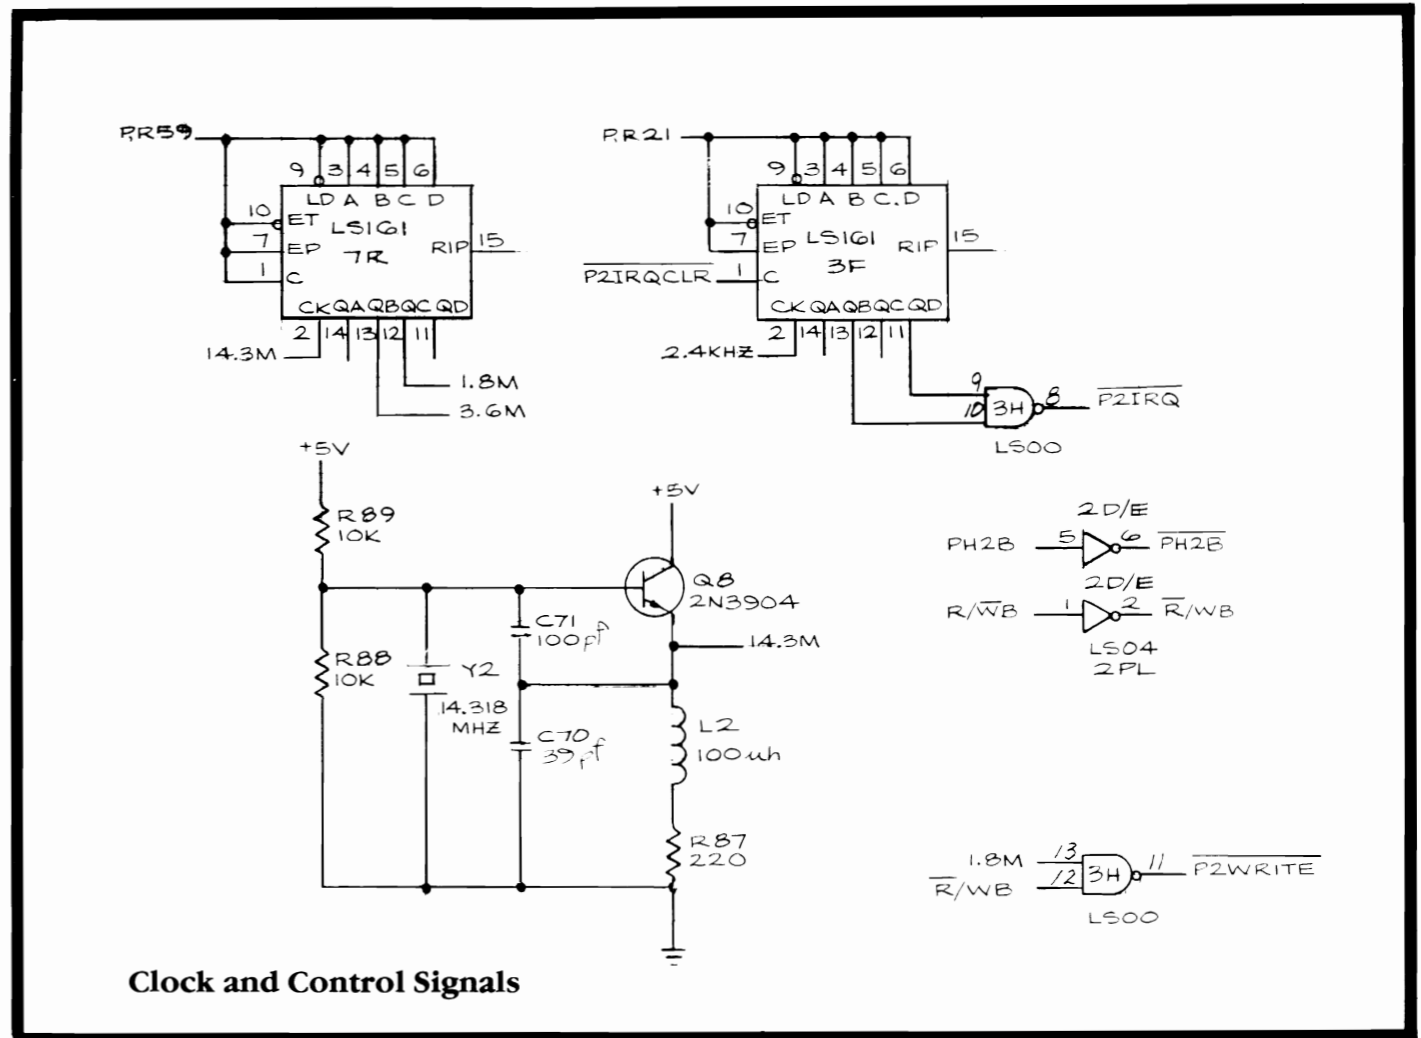 P,R59
9 3 4 5 6
LD A B C D
10 ET
LS161
7 EP
7R
RIP 15
1 C
CK QA QB QC QD
2 14 13 12 11
14.3M
1.8M
3.6M
P,R21
9 3 4 5 6
LD A B C.D
10 ET
LS161
7 EP
3F
RIP 15
P2IRQCLR 1 C
CK QA QB QC QD
2 14 13 12 11
2.4KHZ
9
10 3H 8 P2IRQ
LS00
+5V
R89
10K
R88
10K
Y2
14.318
MHZ
C71
100pf
C70
39pf
+5V
Q8
2N3904
14.3M
L2
100uh
R87
220
2D/E
PH2B 5 6 PH2B
2D/E
R/WB 1 2 R/WB
LS04
2PL
1.8M 13
R/WB 12 3H 11 P2WRITE
LS00
Clock and Control Signals